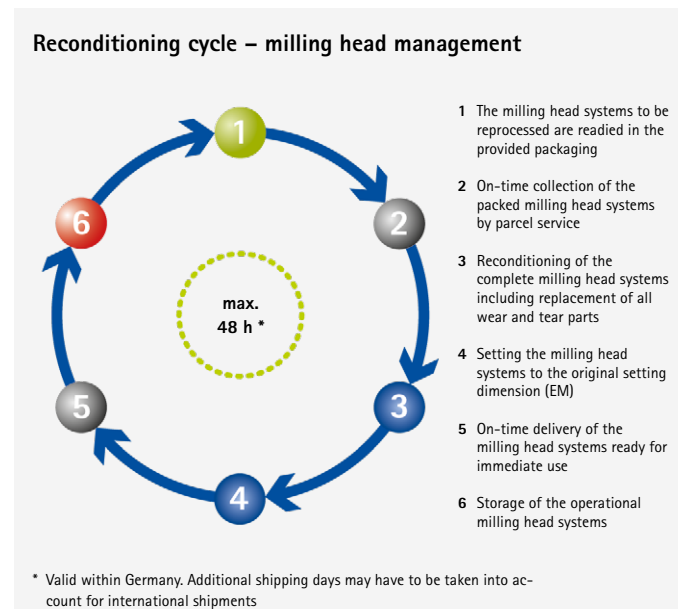 Reconditioning cycle – milling head management
1
2
3
4
5
6
max.
48 h *
1 The milling head systems to be
reprocessed are readied in the
provided packaging
2 On-time collection of the
packed milling head systems
by parcel service
3 Reconditioning of the
complete milling head systems
including replacement of all
wear and tear parts
4 Setting the milling head
systems to the original setting
dimension (EM)
5 On-time delivery of the
milling head systems ready for
immediate use
6 Storage of the operational
milling head systems
* Valid within Germany. Additional shipping days may have to be taken into ac-
count for international shipments